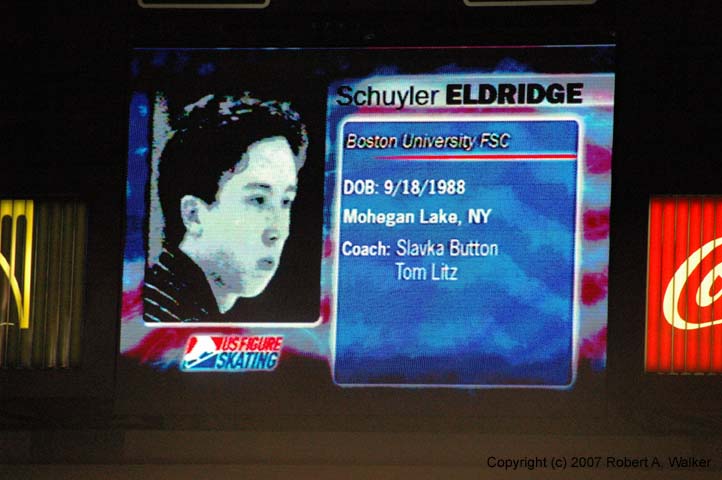 Schuyler ELDRIDGE
Boston University FSC
DOB: 9/18/1988
Mohegan Lake, NY
Coach: Slavka Button
Tom Litz
US FIGURE
SKATING
Copyright (c) 2007 Robert A. Walker